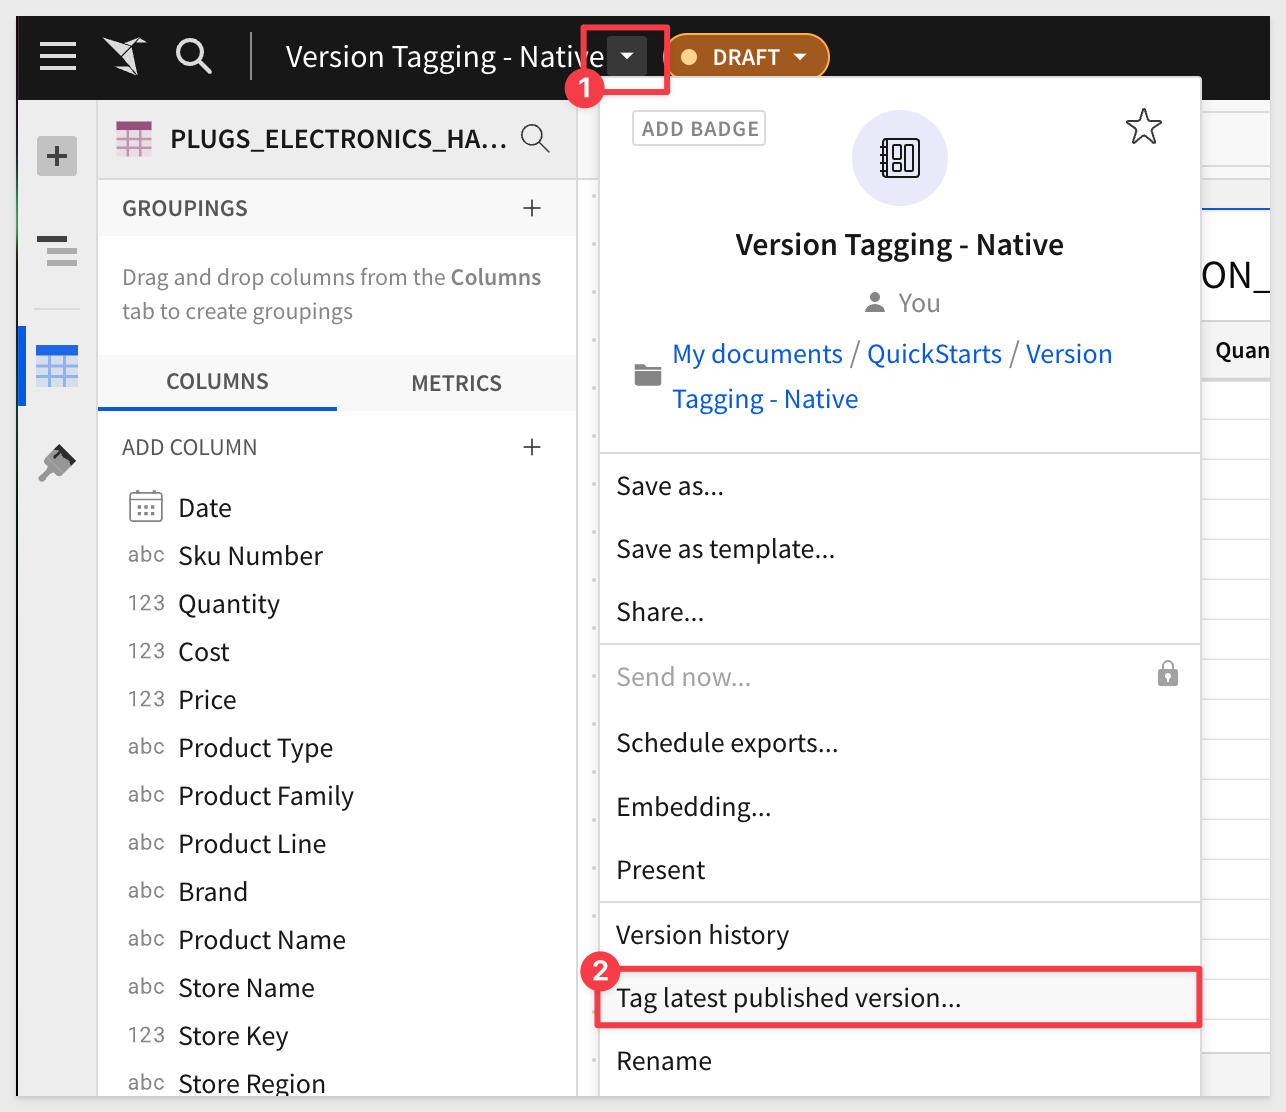 Version Tagging - Native
DRAFT
1
PLUGS_ELECTRONICS_HA...
GROUPINGS
Drag and drop columns from the Columns
tab to create groupings
COLUMNS METRICS
ADD COLUMN
Date
abc Sku Number
123 Quantity
123 Cost
123 Price
abc Product Type
abc Product Family
abc Product Line
abc Brand
abc Product Name
abc Store Name
123 Store Key
abc Store Region
ADD BADGE
Version Tagging - Native
You
My documents / QuickStarts / Version
Tagging - Native
Save as...
Save as template...
Share...
Send now...
Schedule exports...
Embedding...
Present
Version history
2
Tag latest published version...
Rename
ON_
Quan